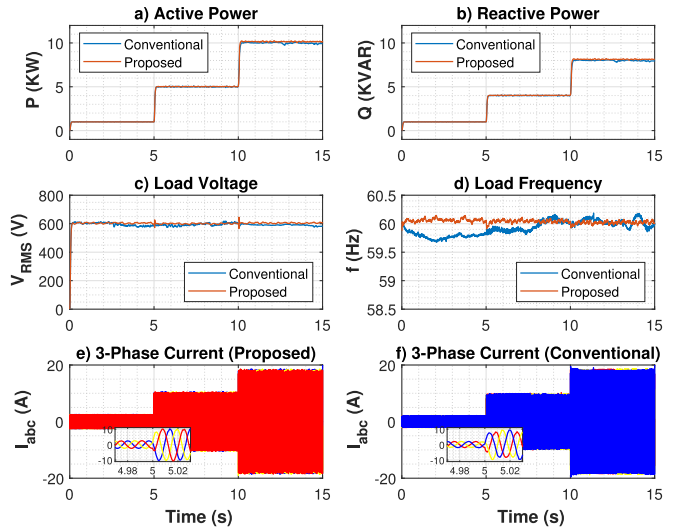 a) Active Power
b) Reactive Power
P (KW)
10
5
0
Conventional
Proposed
0 5 10 15
Q (KVAR)
10
5
0
Conventional
Proposed
0 5 10 15
c) Load Voltage
d) Load Frequency
V_RMS (V)
800
600
400
200
0
Conventional
Proposed
0 5 10 15
f (Hz)
60.5
60
59.5
59
58.5
Conventional
Proposed
0 5 10 15
e) 3-Phase Current (Proposed)
f) 3-Phase Current (Conventional)
I_abc (A)
20
0
-20
10
0
-10
4.98 5 5.02
0 5 10 15
Time (s)
I_abc (A)
20
0
-20
10
0
-10
4.98 5 5.02
0 5 10 15
Time (s)